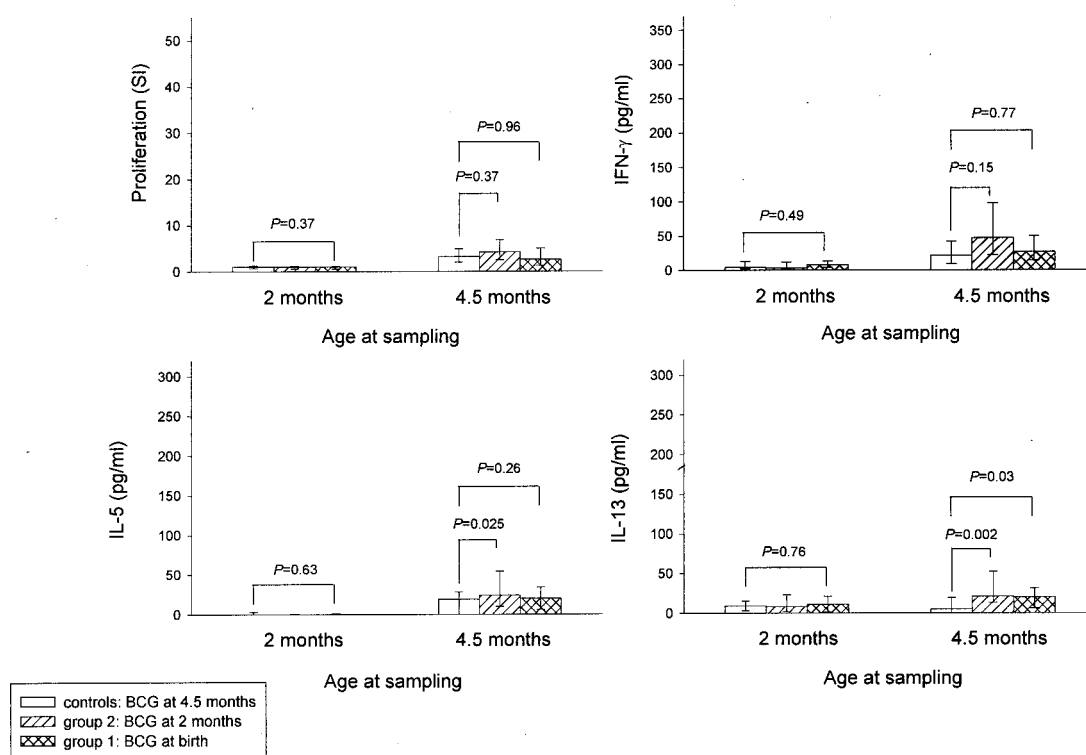 Proliferation (SI)
50
40
30
20
10
0
P=0.37
P=0.96
P=0.37
2 months
4.5 months
Age at sampling
IFN-γ (pg/ml)
350
300
250
200
150
100
50
0
P=0.49
P=0.77
P=0.15
2 months
4.5 months
Age at sampling
IL-5 (pg/ml)
300
250
200
200
150
100
50
0
P=0.63
P=0.26
P=0.025
2 months
4.5 months
Age at sampling
IL-13 (pg/ml)
300
250
200
150
100
50
0
P=0.76
P=0.03
P=0.002
2 months
4.5 months
Age at sampling
controls: BCG at 4.5 months
group 2: BCG at 2 months
group 1: BCG at birth